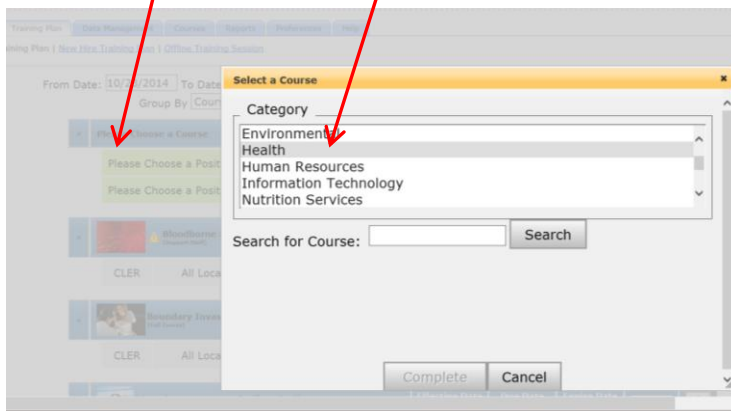 Training Plan Data Management Courses Reports Preferences Help
Plan | New Hire Training Plan | Offline Training Session
From Date: 10/ /2014 To Date
Group By Cour
Select a Course
Category
Environmental
Health
Human Resources
Information Technology
Nutrition Services
Search for Course: Search
Complete Cancel
Please Choose a Course
Please Choose a Posit
Please Choose a Posit
Bloodborne
CLER All Loca
Boundary Inva
CLER All Loca